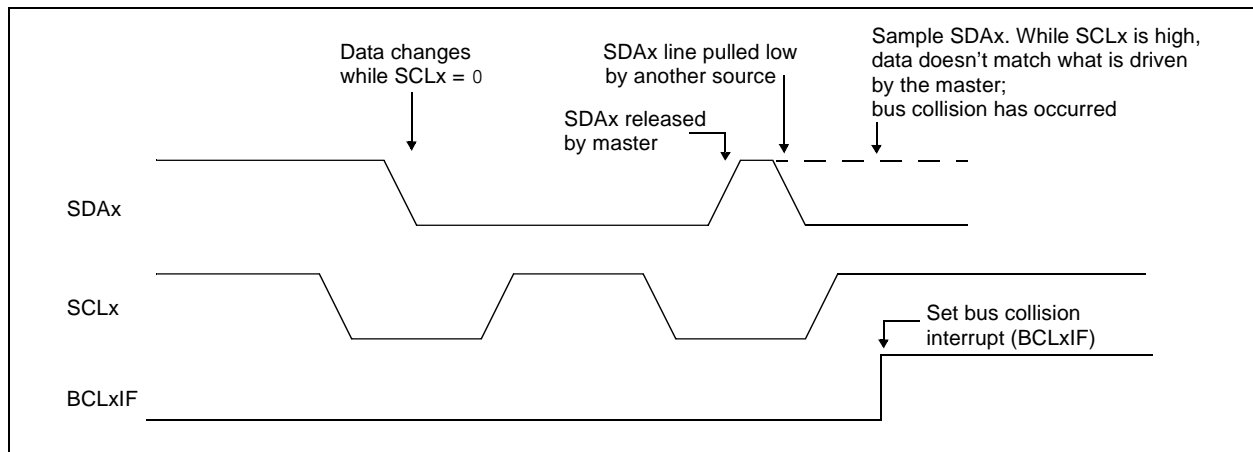 Data changes
while SCLx = 0
SDAx line pulled low
by another source
Sample SDAx. While SCLx is high,
data doesn't match what is driven
by the master;
bus collision has occurred
SDAx released
by master
SDAx
SCLx
Set bus collision
interrupt (BCLxIF)
BCLxIF